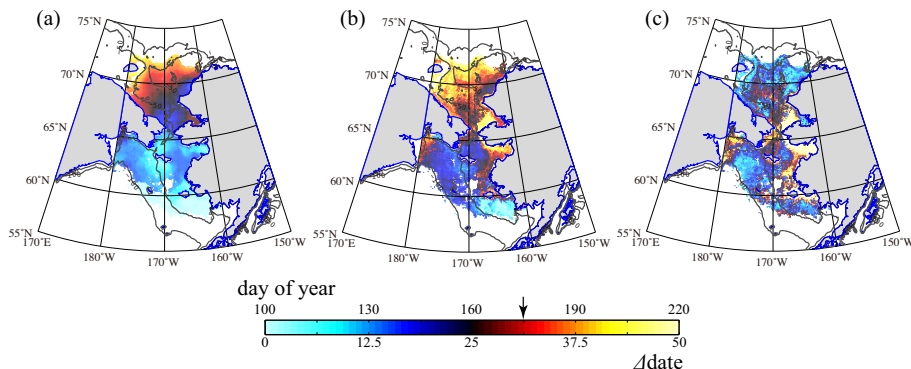 (a) (b) (c)
75°N 75°N 75°N
70°N 70°N 70°N
65°N 65°N 65°N
60°N 60°N 60°N
55°N 55°N 55°N
170°E 150°W 170°E 150°W 170°E 150°W
180°W 170°W 160°W 180°W 170°W 160°W 180°W 170°W 160°W
day of year
100 130 160 190 220
0 12.5 25 37.5 50
Δdate